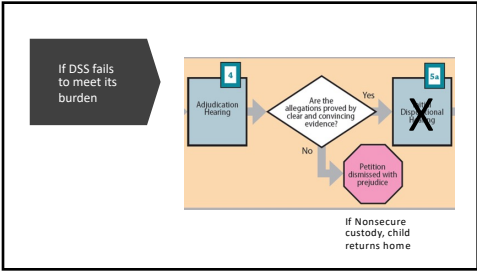 If DSS fails
to meet its
burden
4
5a
Adjudication
Hearing
Are the
allegations proved by
clear and convincing
evidence?
Yes
X
No
Petition
dismissed with
prejudice
If Nonsecure
custody, child
returns home